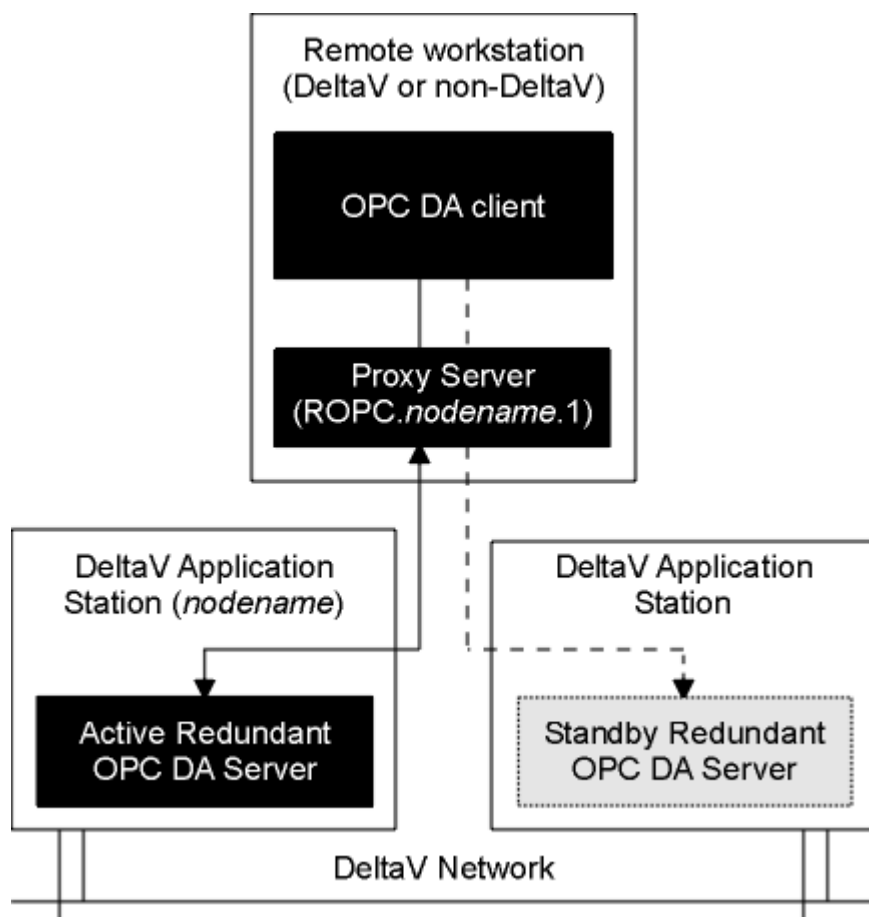 Remote workstation
(DeltaV or non-DeltaV)
OPC DA client
Proxy Server
(ROPC.nodename.1)
DeltaV Application
Station (nodename)
DeltaV Application
Station
Active Redundant
OPC DA Server
Standby Redundant
OPC DA Server
DeltaV Network